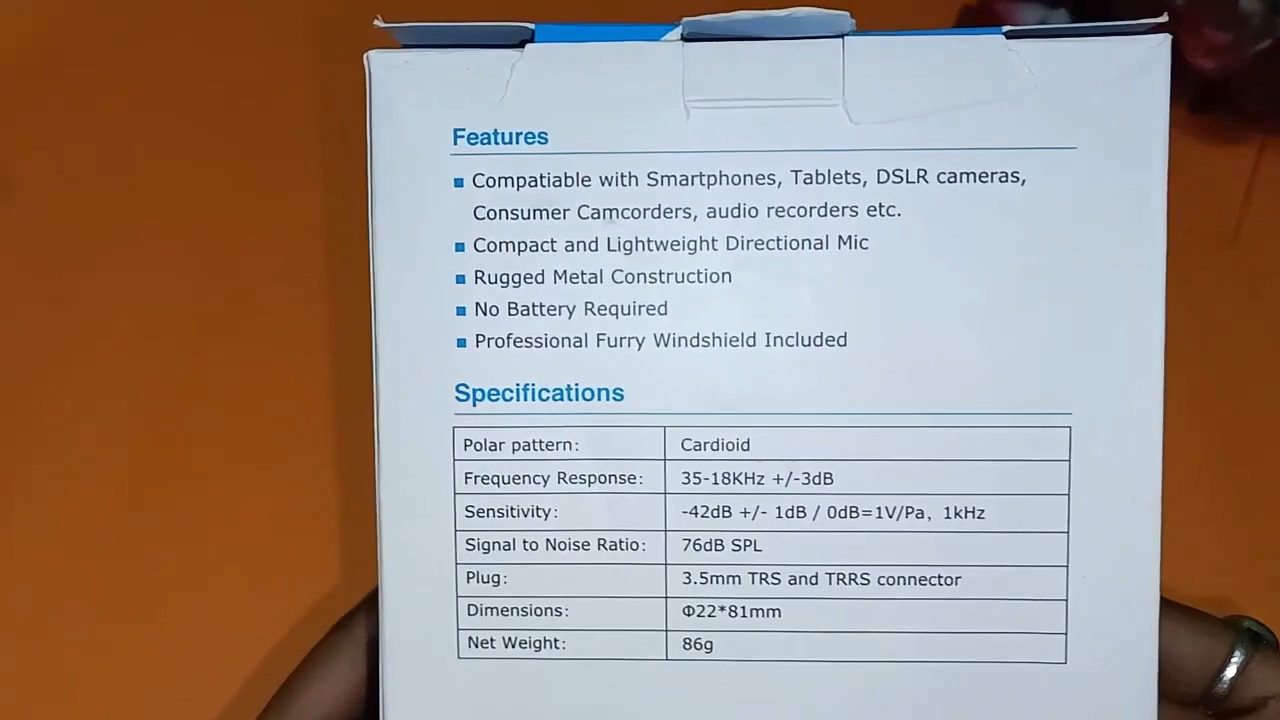 Features
Compatiable with Smartphones, Tablets, DSLR cameras,
Consumer Camcorders, audio recorders etc.
Compact and Lightweight Directional Mic
Rugged Metal Construction
No Battery Required
Professional Furry Windshield Included
Specifications
Polar pattern: Cardioid
Frequency Response: 35-18KHz +/-3dB
Sensitivity: -42dB +/- 1dB / 0dB=1V/Pa, 1kHz
Signal to Noise Ratio: 76dB SPL
Plug: 3.5mm TRS and TRRS connector
Dimensions: Φ22*81mm
Net Weight: 86g